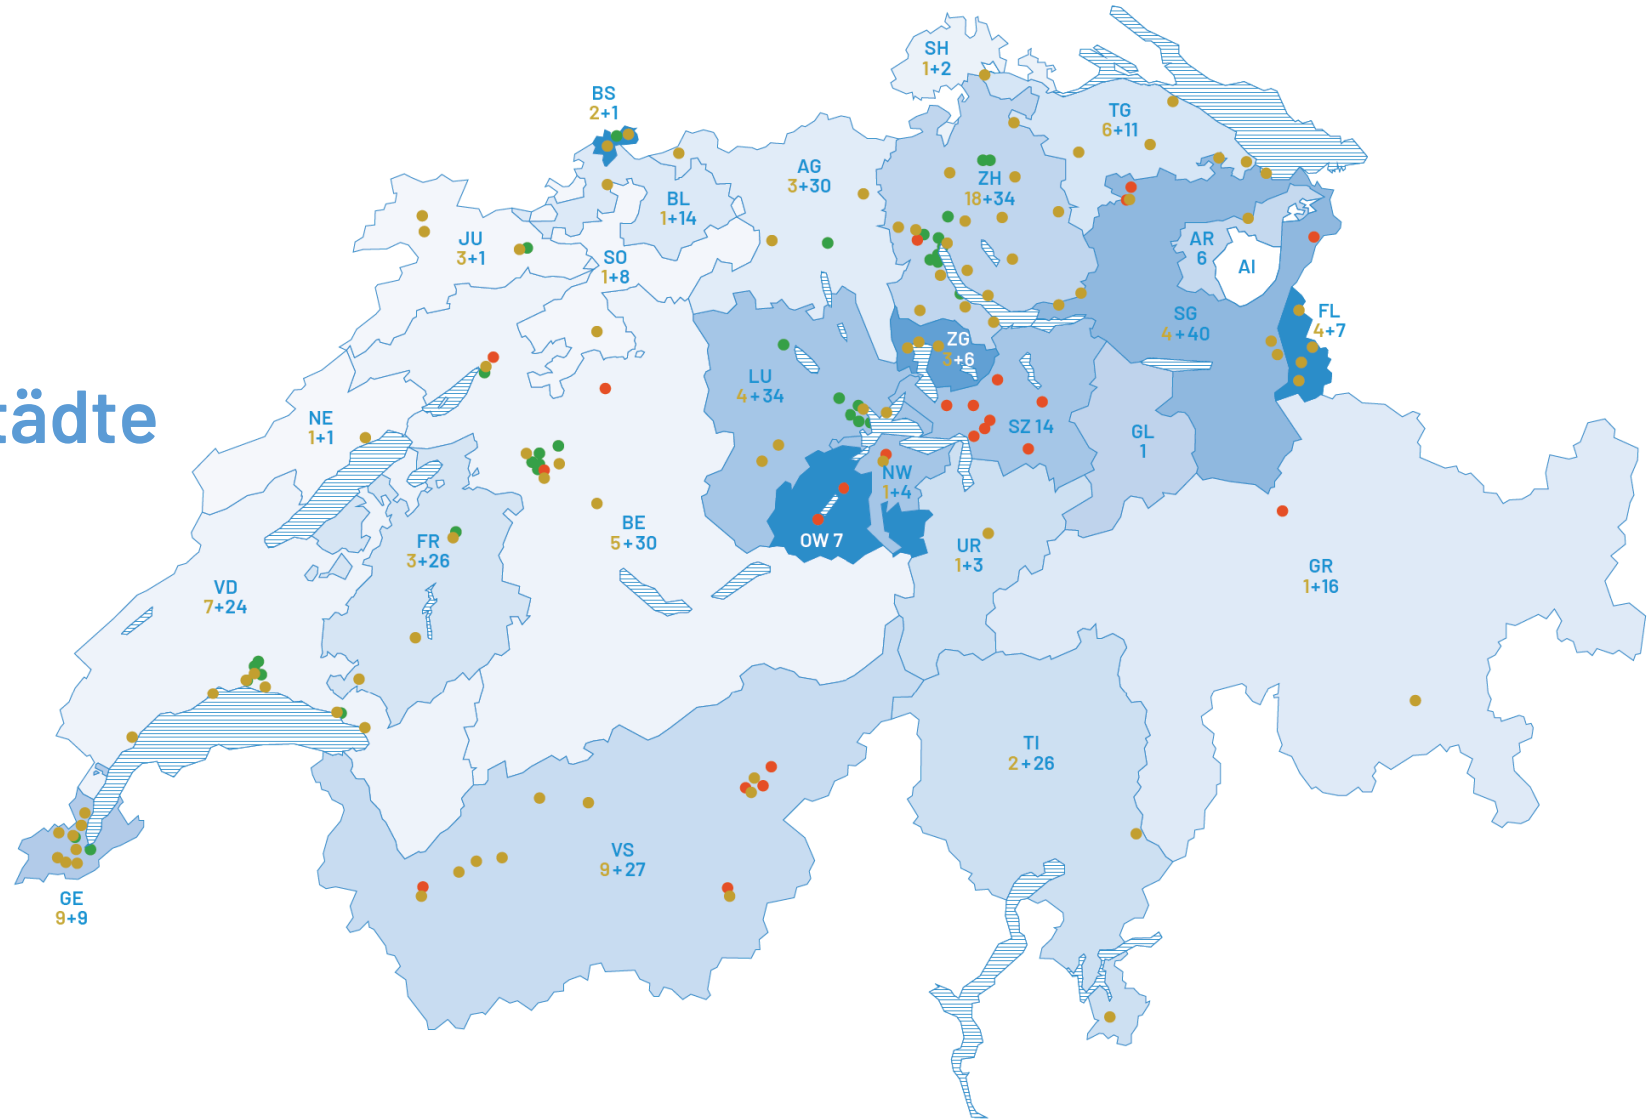 SH
1+2
BS
2+1
TG
6+11
AG
3+30
ZH
18+34
BL
1+14
JU
3+1
SO
1+8
AR
6
AI
SG
4+40
FL
4+7
ZG
3+6
LU
4+34
tädte
NE
1+1
SZ 14
GL
1
NW
1+4
BE
5+30
OW 7
FR
3+26
UR
1+3
GR
1+16
VD
7+24
TI
2+26
VS
9+27
GE
9+9